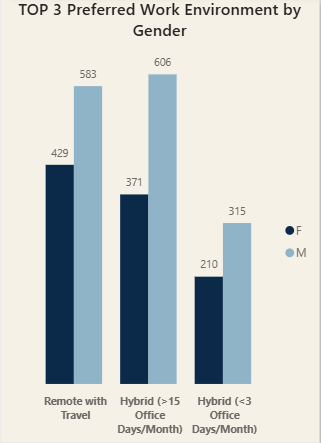 TOP 3 Preferred Work Environment by
Gender
606
583
429
371
315
210
F
M
Remote with
Travel
Hybrid (>15
Office
Days/Month)
Hybrid (<3
Office
Days/Month)